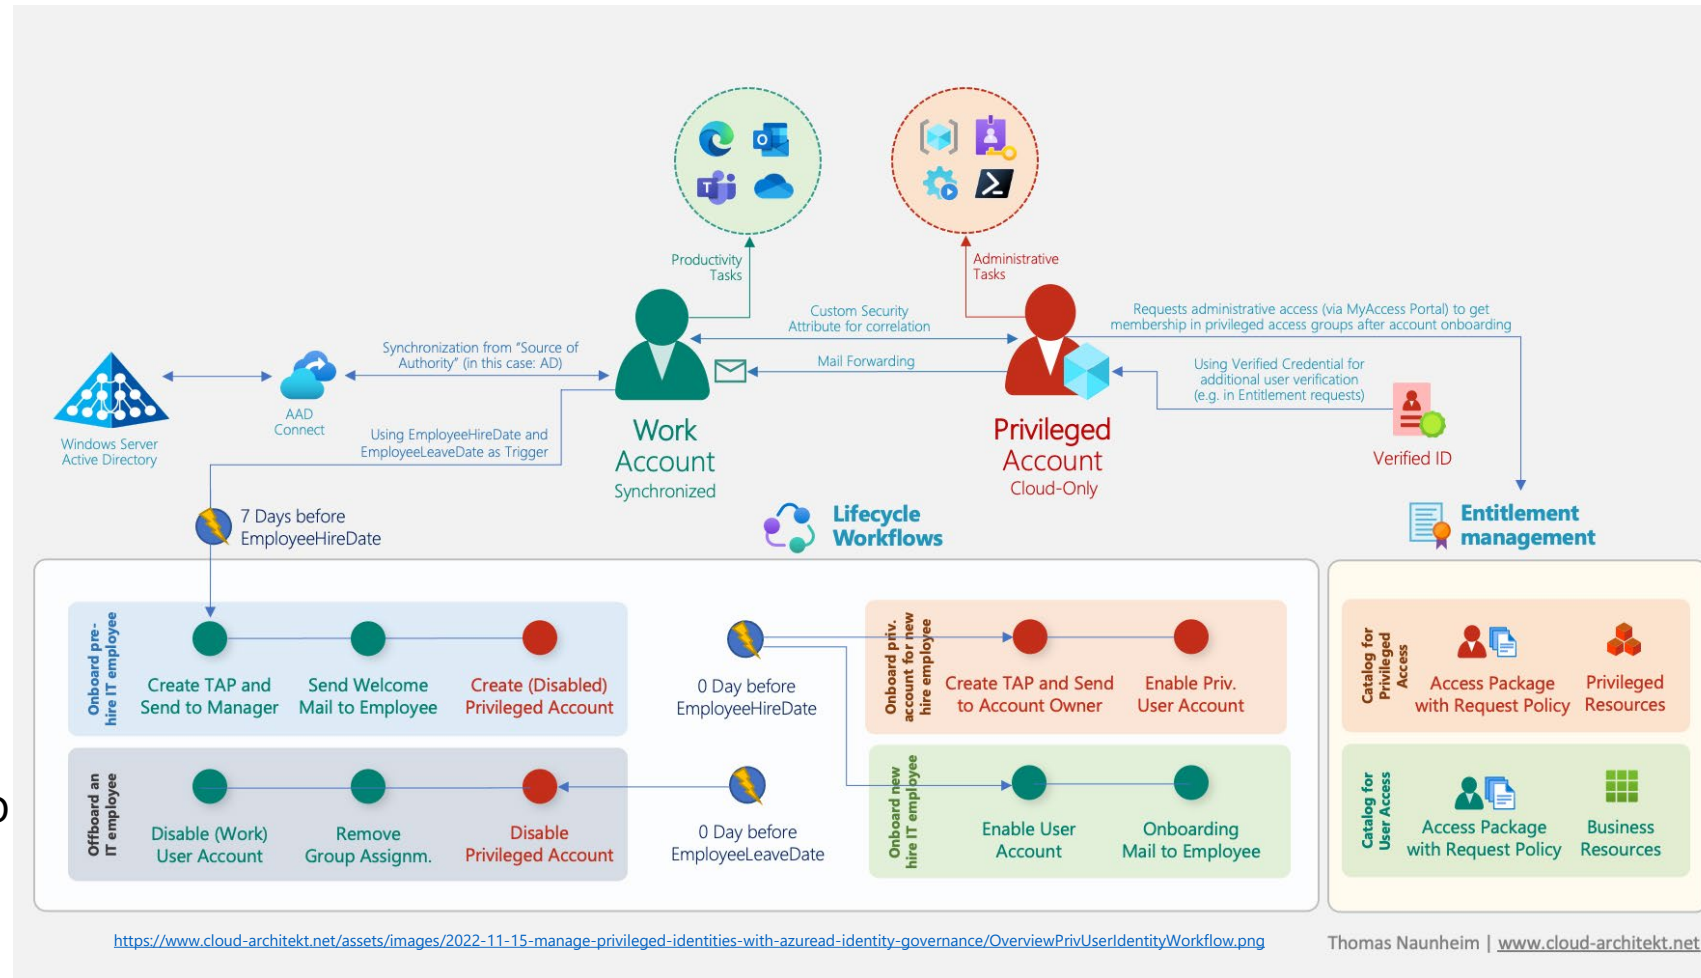 Productivity
Tasks
Administrative
Tasks
Custom Security
Attribute for correlation
Requests administrative access (via MyAccess Portal) to get
membership in privileged access groups after account onboarding
Synchronization from "Source of
Authority" (in this case: AD)
Mail Forwarding
Using Verified Credential for
additional user verification
(e.g. in Entitlement requests)
AAD
Connect
Windows Server
Active Directory
Using EmployeeHireDate and
EmployeeLeaveDate as Trigger
Work
Account
Synchronized
Privileged
Account
Cloud-Only
Verified ID
7 Days before
EmployeeHireDate
Lifecycle
Workflows
Entitlement
management
Onboard pre-
hire IT employee
Create TAP and
Send to Manager
Send Welcome
Mail to Employee
Create (Disabled)
Privileged Account
0 Day before
EmployeeHireDate
Onboard priv.
account for new
hire employee
Create TAP and Send
to Account Owner
Enable Priv.
User Account
Catalog for
Privileged
Access
Access Package
with Request Policy
Privileged
Resources
Offboard an
IT employee
Disable (Work)
User Account
Remove
Group Assignm.
Disable
Privileged Account
0 Day before
EmployeeLeaveDate
Onboard new
hire IT employee
Enable User
Account
Onboarding
Mail to Employee
Catalog for
User Access
Access Package
with Request Policy
Business
Resources
https://www.cloud-architekt.net/assets/images/2022-11-15-manage-privileged-identities-with-azuread-identity-governance/OverviewPrivUserIdentityWorkflow.png
Thomas Naunheim | www.cloud-architekt.net